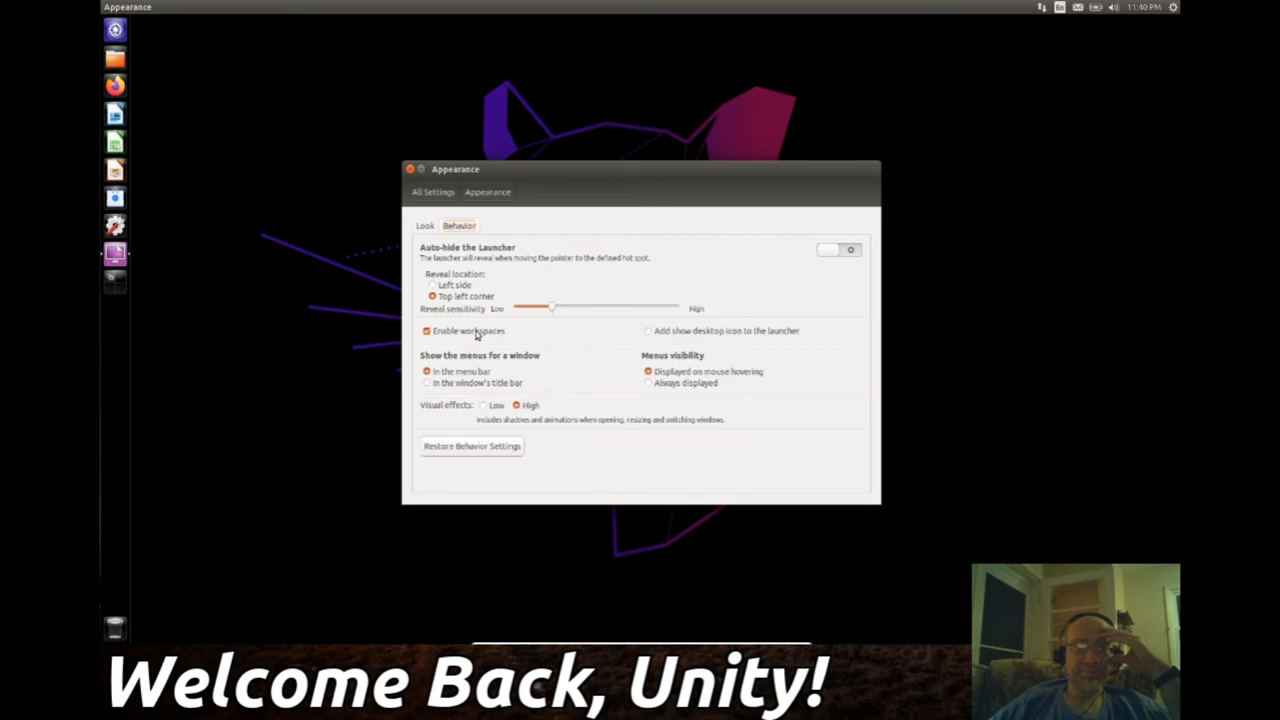 Appearance
En
11:40 PM
Appearance
All Settings Appearance
Look Behavior
Auto-hide the Launcher
The launcher will reveal when moving the pointer to the defined hot spot.
Reveal location:
Left side
Top left corner
Reveal sensitivity Low High
Enable workspaces Add show desktop icon to the launcher
Show the menus for a window Menus visibility
In the menu bar Displayed on mouse hovering
In the window's title bar Always displayed
Visual effects: Low High
Includes shadows and animations when opening, resizing and switching windows.
Restore Behavior Settings
Welcome Back, Unity!